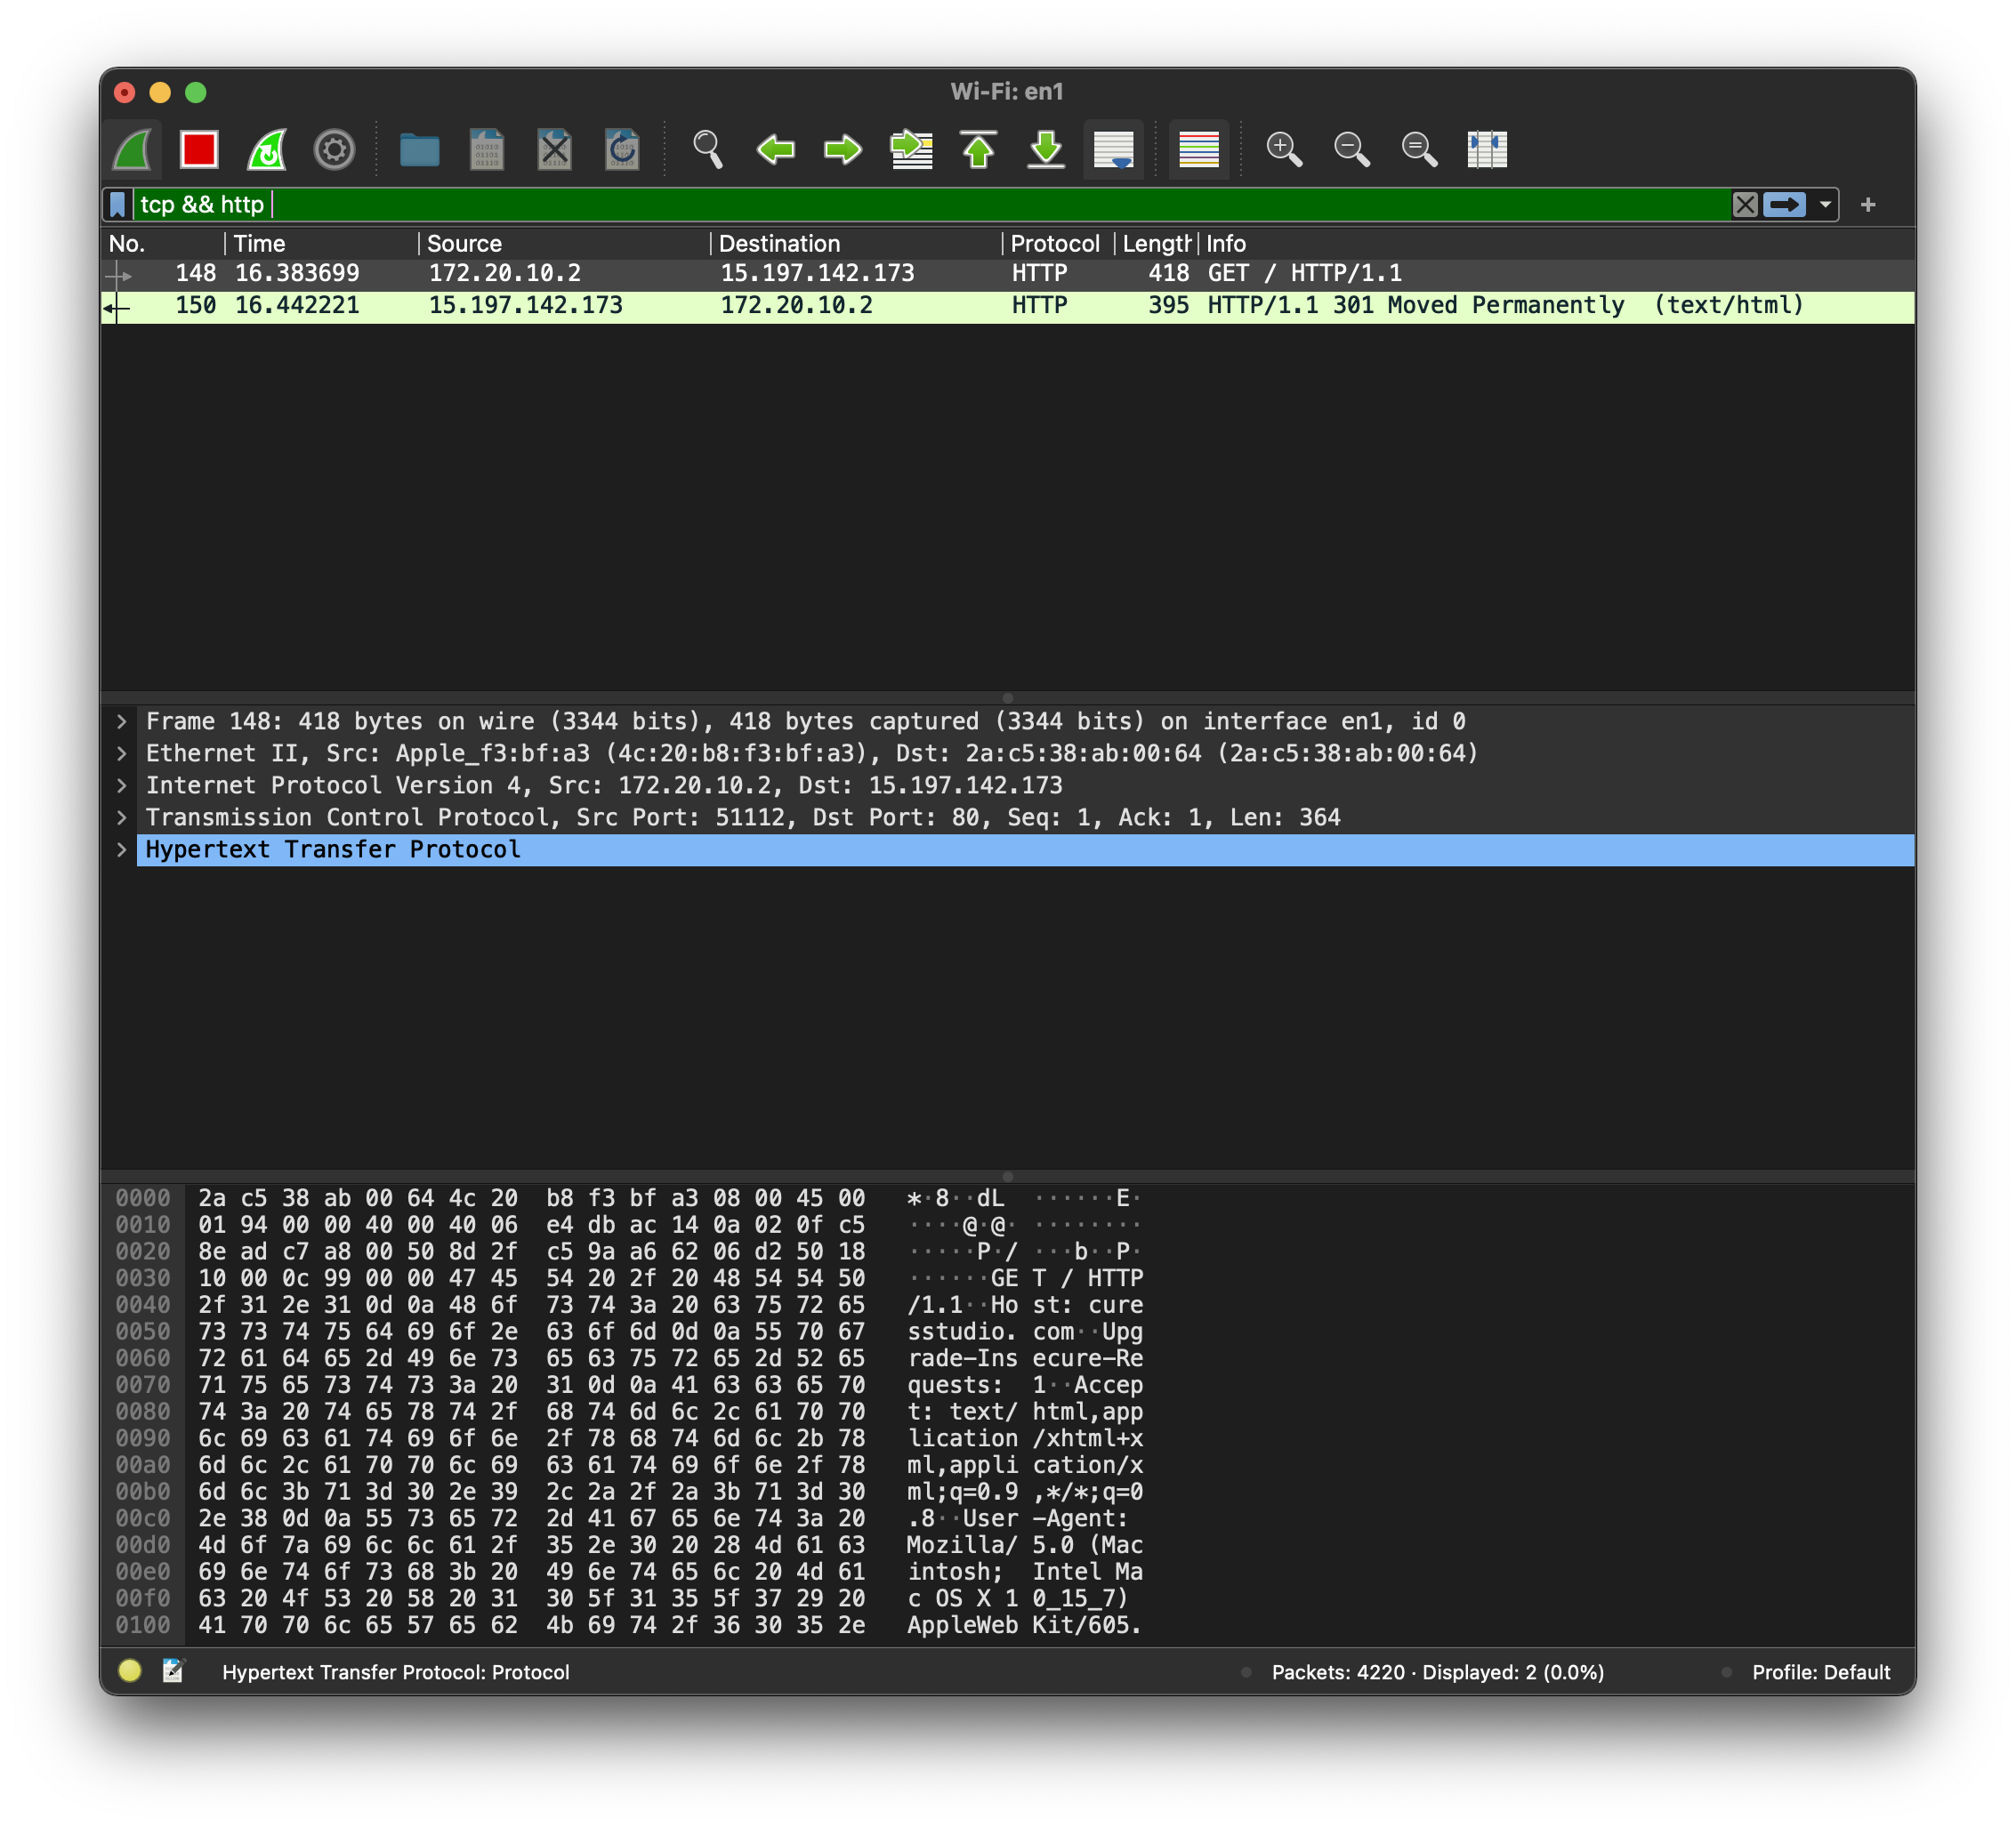 Wi-Fi: en1
tcp && http
No. Time Source Destination Protocol Length Info
148 16.383699 172.20.10.2 15.197.142.173 HTTP 418 GET / HTTP/1.1
150 16.442221 15.197.142.173 172.20.10.2 HTTP 395 HTTP/1.1 301 Moved Permanently (text/html)
Frame 148: 418 bytes on wire (3344 bits), 418 bytes captured (3344 bits) on interface en1, id 0
Ethernet II, Src: Apple_f3:bf:a3 (4c:20:b8:f3:bf:a3), Dst: 2a:c5:38:ab:00:64 (2a:c5:38:ab:00:64)
Internet Protocol Version 4, Src: 172.20.10.2, Dst: 15.197.142.173
Transmission Control Protocol, Src Port: 51112, Dst Port: 80, Seq: 1, Ack: 1, Len: 364
Hypertext Transfer Protocol
0000 2a c5 38 ab 00 64 4c 20 b8 f3 bf a3 08 00 45 00 *·8··dL ······E·
0010 01 94 00 00 40 00 40 06 e4 db ac 14 0a 02 0f c5 ····@·@· ········
0020 8e ad c7 a8 00 50 8d 2f c5 9a a6 62 06 d2 50 18 ·····P·/ ···b··P·
0030 10 00 0c 99 00 00 47 45 54 20 2f 20 48 54 54 50 ······GE T / HTTP
0040 2f 31 2e 31 0d 0a 48 6f 73 74 3a 20 63 75 72 65 /1.1··Ho st: cure
0050 73 73 74 75 64 69 6f 2e 63 6f 6d 0d 0a 55 70 67 sstudio. com··Upg
0060 72 61 64 65 2d 49 6e 73 65 63 75 72 65 2d 52 65 rade-Ins ecure-Re
0070 71 75 65 73 74 73 3a 20 31 0d 0a 41 63 63 65 70 quests: 1··Accep
0080 74 3a 20 74 65 78 74 2f 68 74 6d 6c 2c 61 70 70 t: text/ html,app
0090 6c 69 63 61 74 69 6f 6e 2f 78 68 74 6d 6c 2b 78 lication /xhtml+x
00a0 6d 6c 2c 61 70 70 6c 69 63 61 74 69 6f 6e 2f 78 ml,appli cation/x
00b0 6d 6c 3b 71 3d 30 2e 39 2c 2a 2f 2a 3b 71 3d 30 ml;q=0.9 ,*/*;q=0
00c0 2e 38 0d 0a 55 73 65 72 2d 41 67 65 6e 74 3a 20 .8··User -Agent:
00d0 4d 6f 7a 69 6c 6c 61 2f 35 2e 30 20 28 4d 61 63 Mozilla/ 5.0 (Mac
00e0 69 6e 74 6f 73 68 3b 20 49 6e 74 65 6c 20 4d 61 intosh; Intel Ma
00f0 63 20 4f 53 20 58 20 31 30 5f 31 35 5f 37 29 20 c OS X 1 0_15_7)
0100 41 70 70 6c 65 57 65 62 4b 69 74 2f 36 30 35 2e AppleWeb Kit/605.
Hypertext Transfer Protocol: Protocol Packets: 4220 · Displayed: 2 (0.0%) Profile: Default